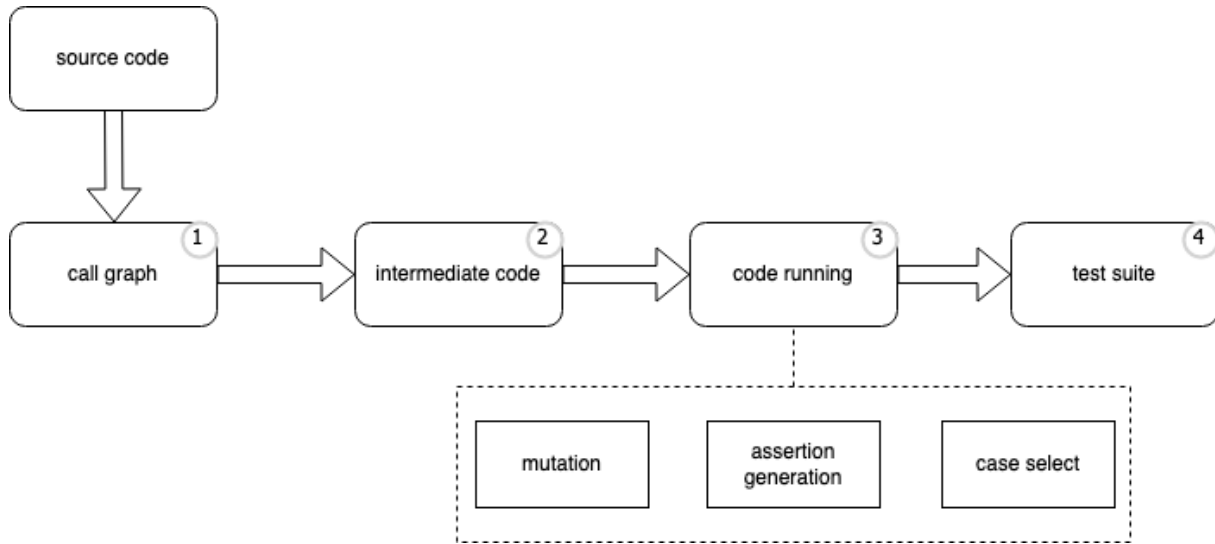 source code
1
call graph
2
intermediate code
3
code running
4
test suite
mutation
assertion
generation
case select